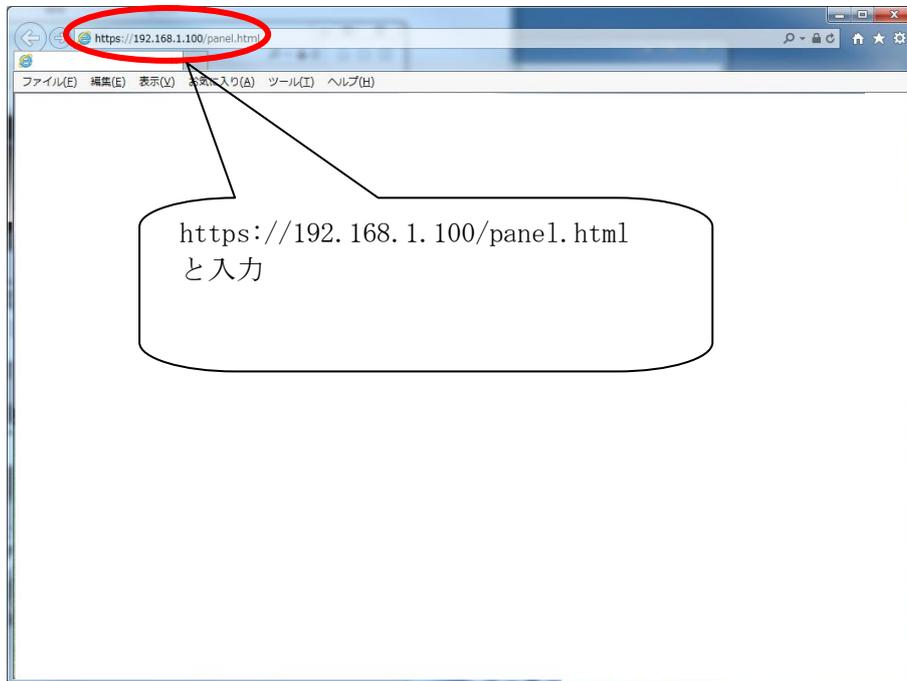 https://192.168.1.100/panel.html
ファイル(F) 編集(E) 表示(V) お気に入り(A) ツール(T) ヘルプ(H)
https://192.168.1.100/panel.html
と入力